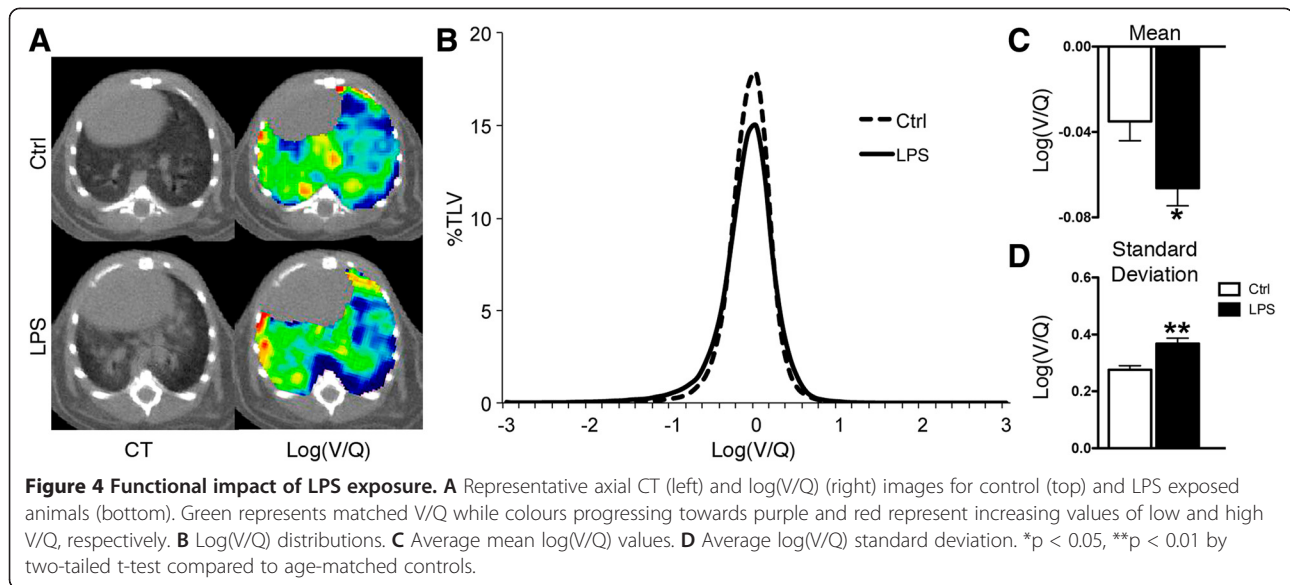 A
Ctrl
LPS
CT
Log(V/Q)
B
20
15
10
5
0
%TLV
-3
-2
-1
0
1
2
3
Log(V/Q)
Ctrl
LPS
C
Mean
0.00
-0.04
-0.08
Log(V/Q)
*
D
Standard
Deviation
0.6
0.4
0.2
0.0
Log(V/Q)
**
Ctrl
LPS
Figure 4 Functional impact of LPS exposure. A Representative axial CT (left) and log(V/Q) (right) images for control (top) and LPS exposed
animals (bottom). Green represents matched V/Q while colours progressing towards purple and red represent increasing values of low and high
V/Q, respectively. B Log(V/Q) distributions. C Average mean log(V/Q) values. D Average log(V/Q) standard deviation. *p < 0.05, **p < 0.01 by
two-tailed t-test compared to age-matched controls.